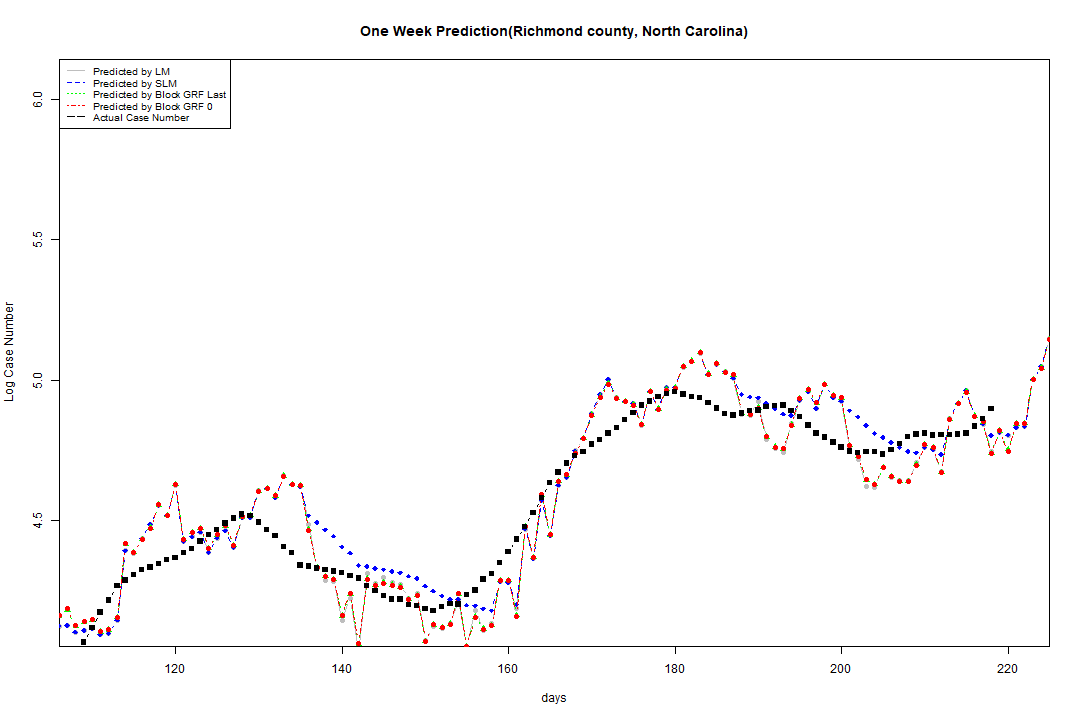 One Week Prediction(Richmond county, North Carolina)
Predicted by LM
Predicted by SLM
Predicted by Block GRF Last
Predicted by Block GRF 0
Actual Case Number
6.0
5.5
5.0
4.5
Log Case Number
120 140 160 180 200 220
days